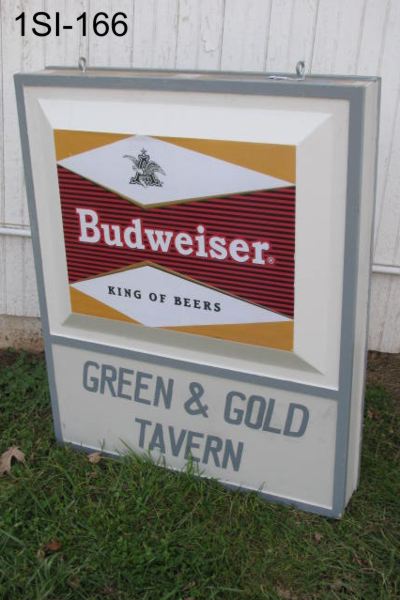 1SI-166
Budweiser®
KING OF BEERS
GREEN & GOLD
TAVERN